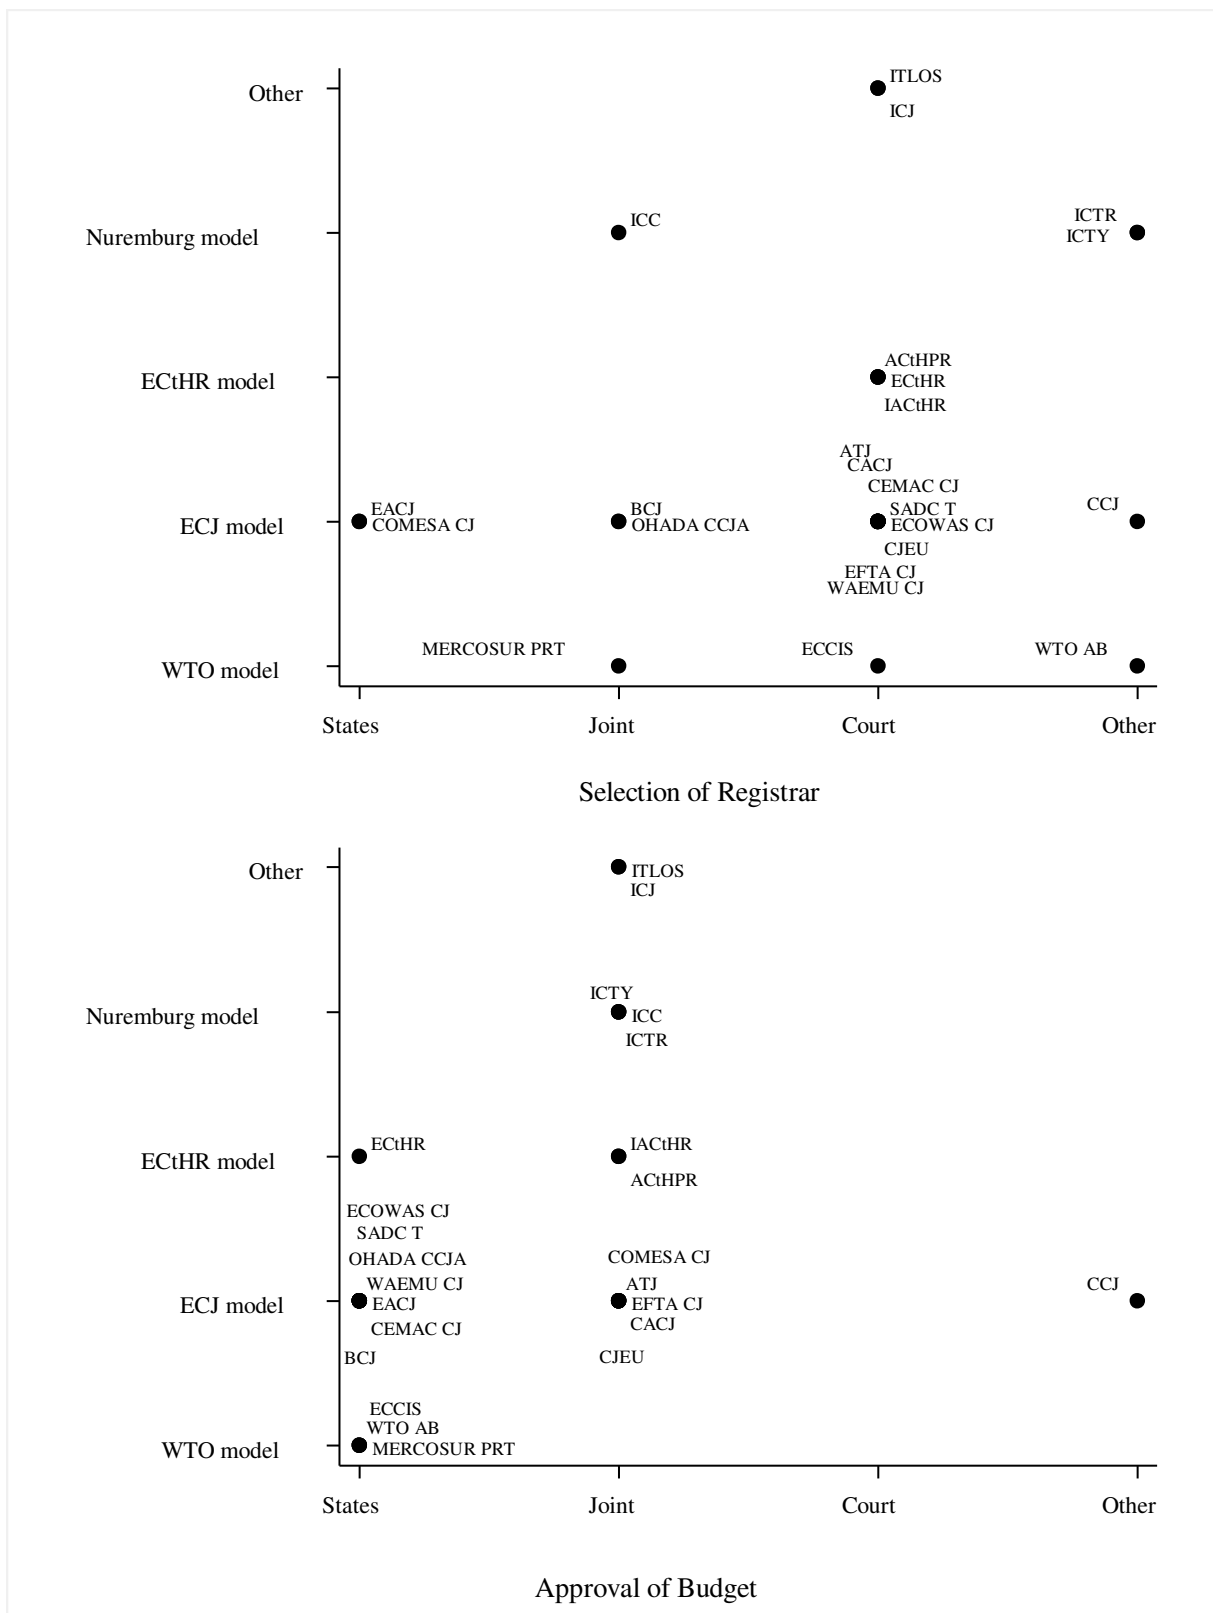 ITLOS
Other
ICJ
ICTR
ICC
Nuremburg model
ICTY
ACtHPR
ECtHR model
ECtHR
IACtHR
ATJ
CACJ
CEMAC CJ
CCJ
EACJ
BCJ
SADC T
ECJ model
COMESA CJ
OHADA CCJA
ECOWAS CJ
CJEU
EFTA CJ
WAEMU CJ
MERCOSUR PRT
ECCIS
WTO AB
WTO model
States
Joint
Court
Other
Selection of Registrar
Other
ITLOS
ICJ
ICTY
Nuremburg model
ICC
ICTR
ECtHR
IACtHR
ECtHR model
ACtHPR
ECOWAS CJ
SADC T
OHADA CCJA
COMESA CJ
WAEMU CJ
ATJ
CCJ
ECJ model
EACJ
EFTA CJ
CEMAC CJ
CACJ
BCJ
CJEU
ECCIS
WTO AB
WTO model
MERCOSUR PRT
States
Joint
Court
Other
Approval of Budget